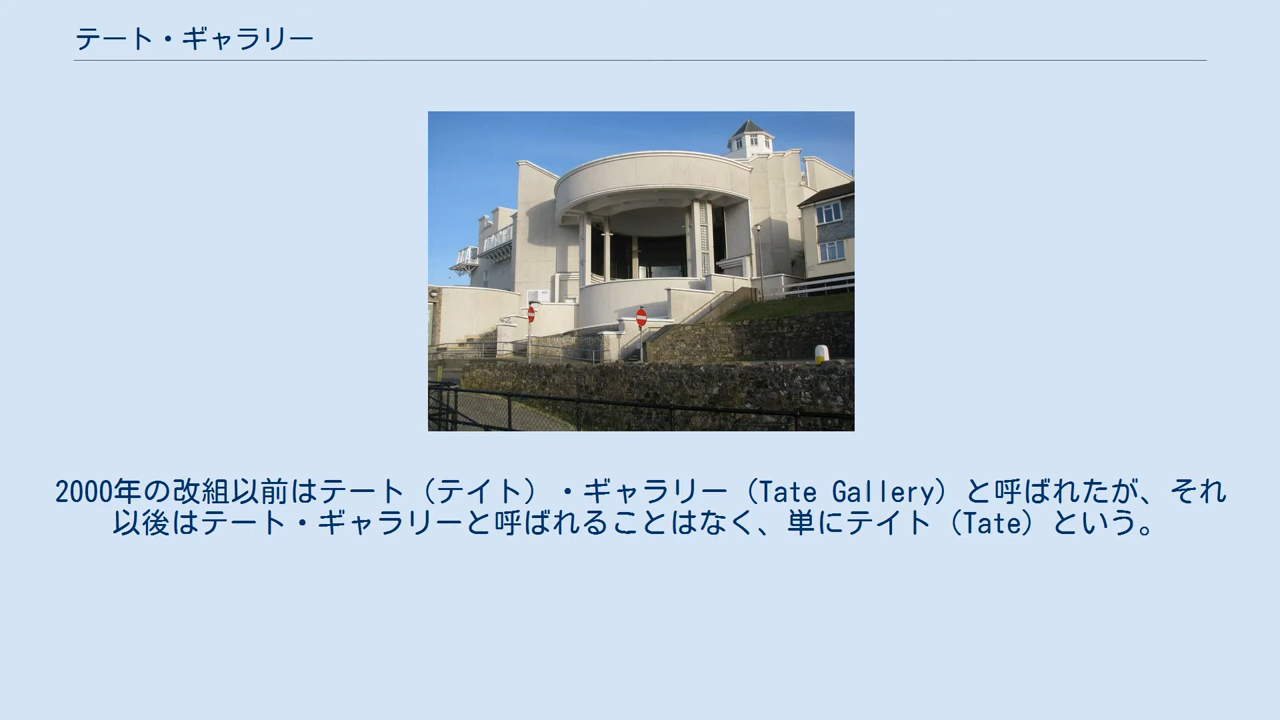 テート・ギャラリー
2000年の改組以前はテート（テイト）・ギャラリー（Tate Gallery）と呼ばれたが、それ
以後はテート・ギャラリーと呼ばれることはなく、単にテイト（Tate）という。